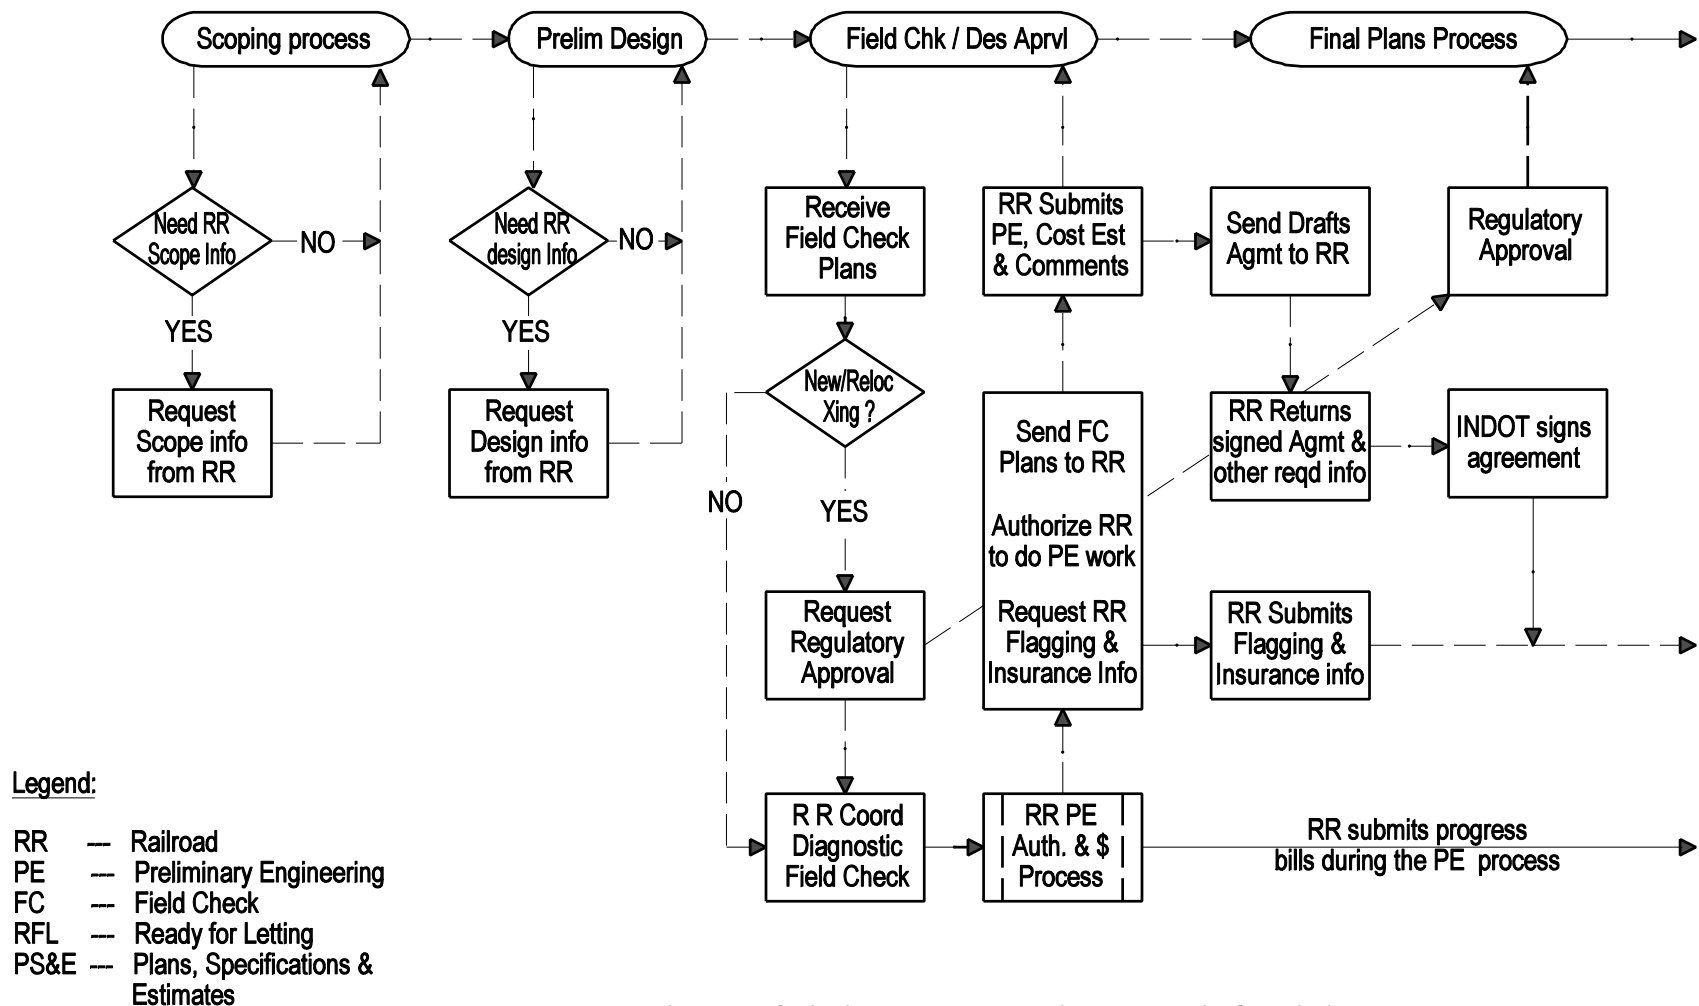 Scoping process
Prelim Design
Field Chk / Des Aprvl
Final Plans Process
Need RR
Scope Info
NO
YES
Request
Scope info
from RR
Need RR
design Info
NO
YES
Request
Design info
from RR
Receive
Field Check
Plans
New/Reloc
Xing ?
NO
YES
Request
Regulatory
Approval
R R Coord
Diagnostic
Field Check
RR Submits
PE, Cost Est
& Comments
Send FC
Plans to RR
Authorize RR
to do PE work
Request RR
Flagging &
Insurance Info
RR PE
Auth. & $
Process
Send Drafts
Agmt to RR
RR Returns
signed Agmt &
other reqd info
RR Submits
Flagging &
Insurance info
Regulatory
Approval
INDOT signs
agreement
RR submits progress
bills during the PE process
Legend:
RR --- Railroad
PE --- Preliminary Engineering
FC --- Field Check
RFL --- Ready for Letting
PS&E --- Plans, Specifications &
Estimates